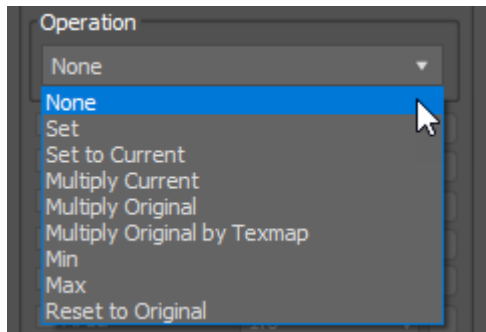 Operation
None
None
Set
Set to Current
Multiply Current
Multiply Original
Multiply Original by Texmap
Min
Max
Reset to Original